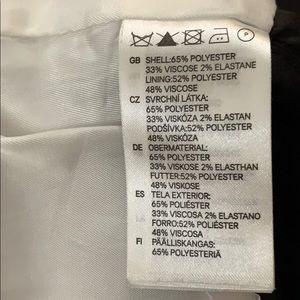 P
GB SHELL:65% POLYESTER
33% VISCOSE 2% ELASTANE
LINING:52% POLYESTER
48% VISCOSE
CZ SVRCHNÍ LÁTKA:
65% POLYESTER
33% VISKÓZA 2% ELASTAN
PODŠÍVKA:52% POLYESTER
48% VISKÓZA
DE OBERMATERIAL:
65% POLYESTER
33% VISKOSE 2% ELASTHAN
FUTTER:52% POLYESTER
48% VISKOSE
ES TELA EXTERIOR:
65% POLIÉSTER
33% VISCOSA 2% ELASTANO
FORRO:52% POLIÉSTER
48% VISCOSA
FI PÄÄLLISKANGAS:
65% POLYESTERIÄ